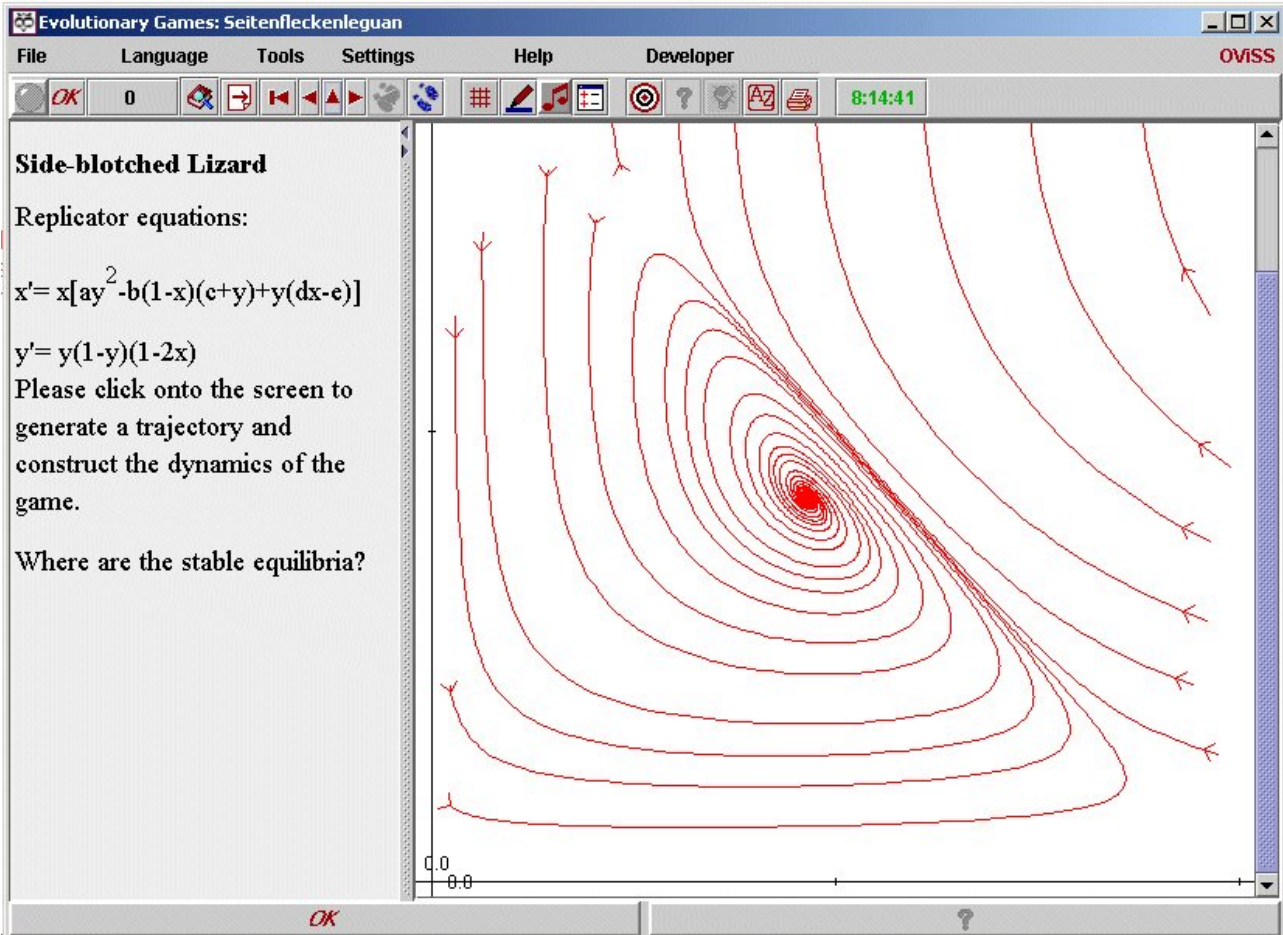 Evolutionary Games: Seitenfleckenleguan
File Language Tools Settings Help Developer OViSS
OK 0 ? AZ 8:14:41
Side-blotched Lizard
Replicator equations:
x'= x[ay²-b(1-x)(c+y)+y(dx-e)]
y'= y(1-y)(1-2x)
Please click onto the screen to
generate a trajectory and
construct the dynamics of the
game.
Where are the stable equilibria?
0.0
0.0
OK ?